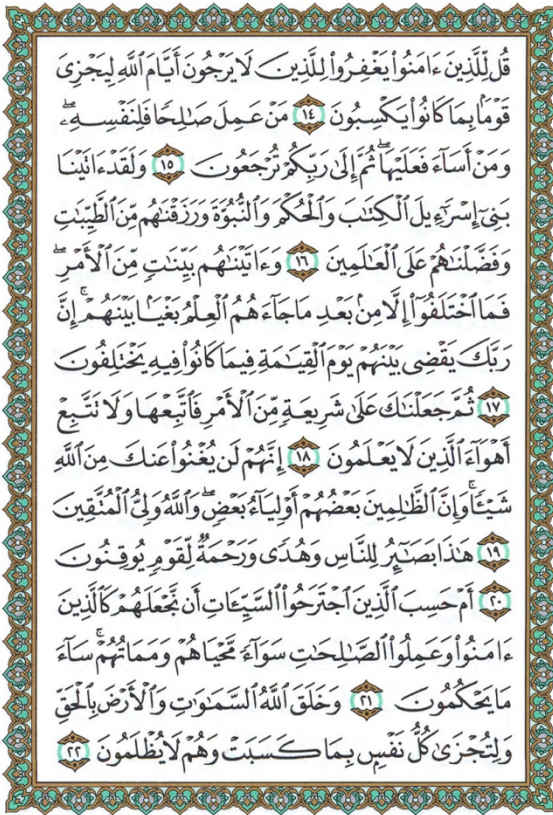 قُل لِّلَّذِينَ ءَامَنُوا۟ يَغْفِرُوا۟ لِلَّذِينَ لَا يَرْجُونَ أَيَّامَ ٱللَّهِ لِيَجْزِىَ
قَوْمًۢا بِمَا كَانُوا۟ يَكْسِبُونَ ١٤ مَنْ عَمِلَ صَـٰلِحًا فَلِنَفْسِهِۦ ۖ
وَمَنْ أَسَآءَ فَعَلَيْهَا ۖ ثُمَّ إِلَىٰ رَبِّكُمْ تُرْجَعُونَ ١٥ وَلَقَدْ ءَاتَيْنَا
بَنِىٓ إِسْرَٰٓءِيلَ ٱلْكِتَـٰبَ وَٱلْحُكْمَ وَٱلنُّبُوَّةَ وَرَزَقْنَـٰهُم مِّنَ ٱلطَّيِّبَـٰتِ
وَفَضَّلْنَـٰهُمْ عَلَى ٱلْعَـٰلَمِينَ ١٦ وَءَاتَيْنَـٰهُم بَيِّنَـٰتٍ مِّنَ ٱلْأَمْرِ ۖ
فَمَا ٱخْتَلَفُوٓا۟ إِلَّا مِنۢ بَعْدِ مَا جَآءَهُمُ ٱلْعِلْمُ بَغْيًۢا بَيْنَهُمْ ۚ إِنَّ
رَبَّكَ يَقْضِى بَيْنَهُمْ يَوْمَ ٱلْقِيَـٰمَةِ فِيمَا كَانُوا۟ فِيهِ يَخْتَلِفُونَ
١٧ ثُمَّ جَعَلْنَـٰكَ عَلَىٰ شَرِيعَةٍ مِّنَ ٱلْأَمْرِ فَٱتَّبِعْهَا وَلَا تَتَّبِعْ
أَهْوَآءَ ٱلَّذِينَ لَا يَعْلَمُونَ ١٨ إِنَّهُمْ لَن يُغْنُوا۟ عَنكَ مِنَ ٱللَّهِ
شَيْـًٔا ۚ وَإِنَّ ٱلظَّـٰلِمِينَ بَعْضُهُمْ أَوْلِيَآءُ بَعْضٍ ۖ وَٱللَّهُ وَلِىُّ ٱلْمُتَّقِينَ
١٩ هَـٰذَا بَصَـٰٓئِرُ لِلنَّاسِ وَهُدًى وَرَحْمَةٌ لِّقَوْمٍ يُوقِنُونَ
٢٠ أَمْ حَسِبَ ٱلَّذِينَ ٱجْتَرَحُوا۟ ٱلسَّيِّـَٔاتِ أَن نَّجْعَلَهُمْ كَٱلَّذِينَ
ءَامَنُوا۟ وَعَمِلُوا۟ ٱلصَّـٰلِحَـٰتِ سَوَآءً مَّحْيَاهُمْ وَمَمَاتُهُمْ ۚ سَآءَ
مَا يَحْكُمُونَ ٢١ وَخَلَقَ ٱللَّهُ ٱلسَّمَـٰوَٰتِ وَٱلْأَرْضَ بِٱلْحَقِّ
وَلِتُجْزَىٰ كُلُّ نَفْسٍۭ بِمَا كَسَبَتْ وَهُمْ لَا يُظْلَمُونَ ٢٢